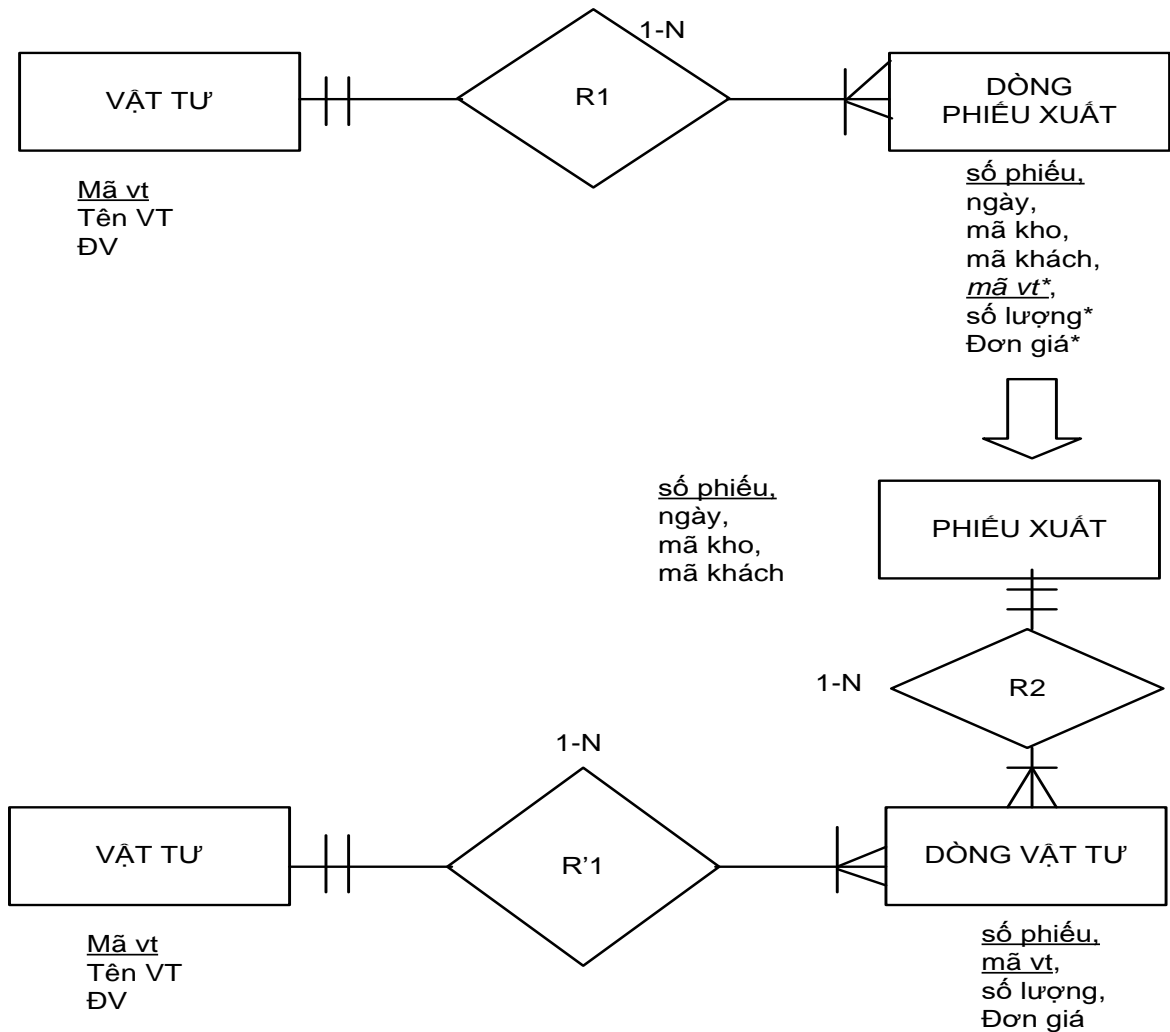 1-N
VẬT TƯ
R1
DÒNG
PHIẾU XUẤT
Mã vt
Tên VT
ĐV
số phiếu,
ngày,
mã kho,
mã khách,
mã vt*,
số lượng*
Đơn giá*
số phiếu,
ngày,
mã kho,
mã khách
PHIẾU XUẤT
1-N
R2
1-N
VẬT TƯ
R'1
DÒNG VẬT TƯ
Mã vt
Tên VT
ĐV
số phiếu,
mã vt,
số lượng,
Đơn giá